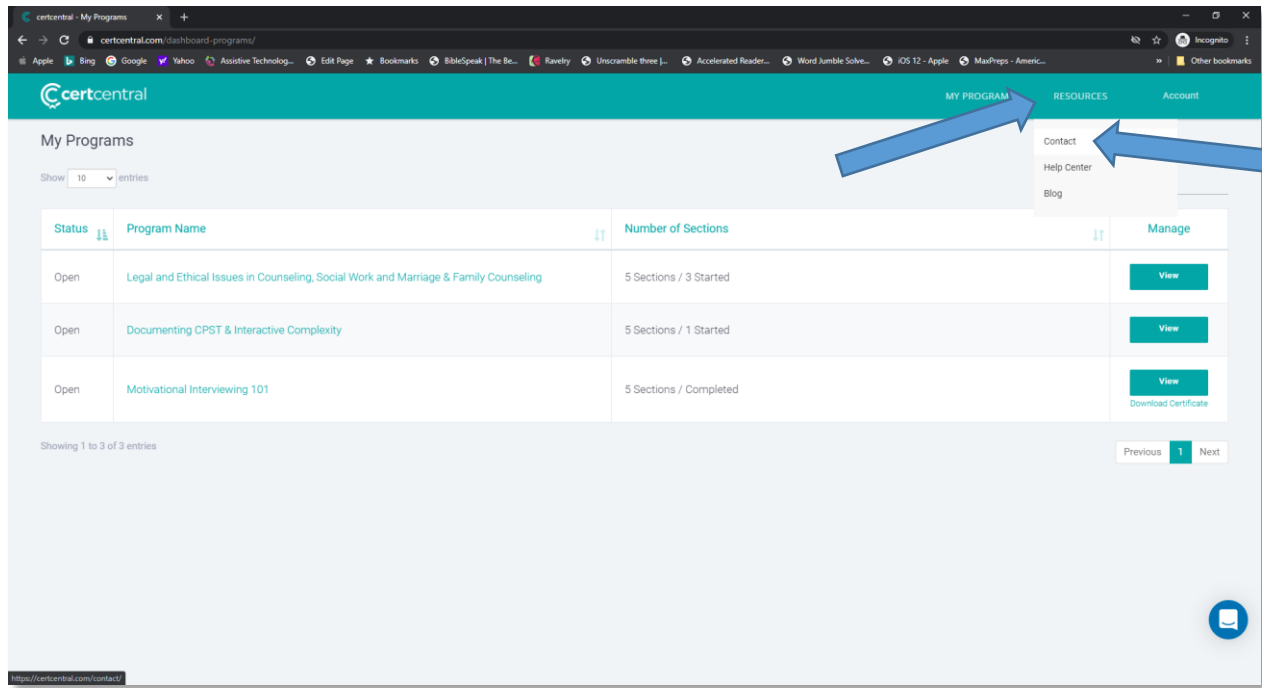 certcentral - My Programs
certcentral.com/dashboard-programs/
Incognito
Apple Bing Google Yahoo Assistive Technolog... Edit Page Bookmarks BibleSpeak | The Be... Ravelry Unscramble three |... Accelerated Reader... Word Jumble Solve... iOS 12 - Apple MaxPreps - Americ... » Other bookmarks
certcentral
MY PROGRAM RESOURCES Account
Contact
Help Center
Blog
My Programs
Show 10 entries
Status Program Name Number of Sections Manage
Open Legal and Ethical Issues in Counseling, Social Work and Marriage & Family Counseling 5 Sections / 3 Started View
Open Documenting CPST & Interactive Complexity 5 Sections / 1 Started View
Open Motivational Interviewing 101 5 Sections / Completed View
Download Certificate
Showing 1 to 3 of 3 entries
Previous 1 Next
https://certcentral.com/contact/